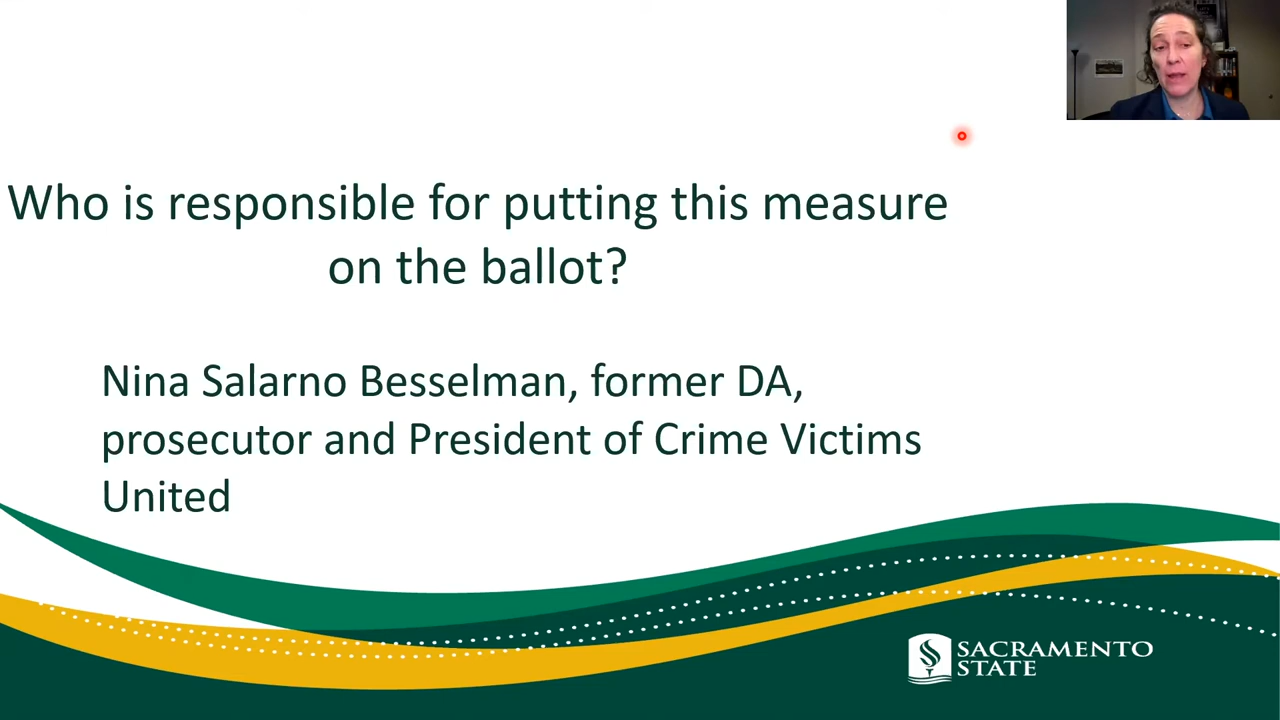 Who is responsible for putting this measure
on the ballot?
Nina Salarno Besselman, former DA,
prosecutor and President of Crime Victims
United
SACRAMENTO
STATE